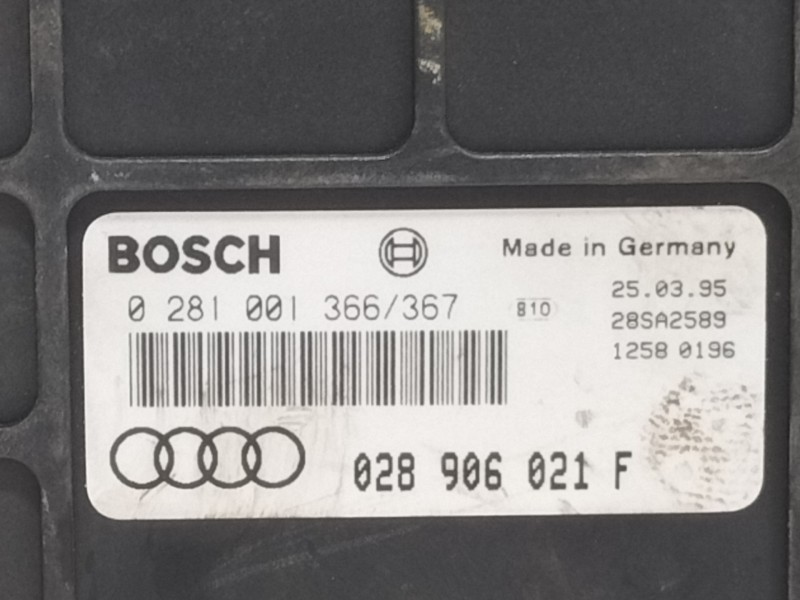 BOSCH
Made in Germany
0 281 001 366/367
810
25.03.95
28SA2589
1258 0196
028 906 021 F